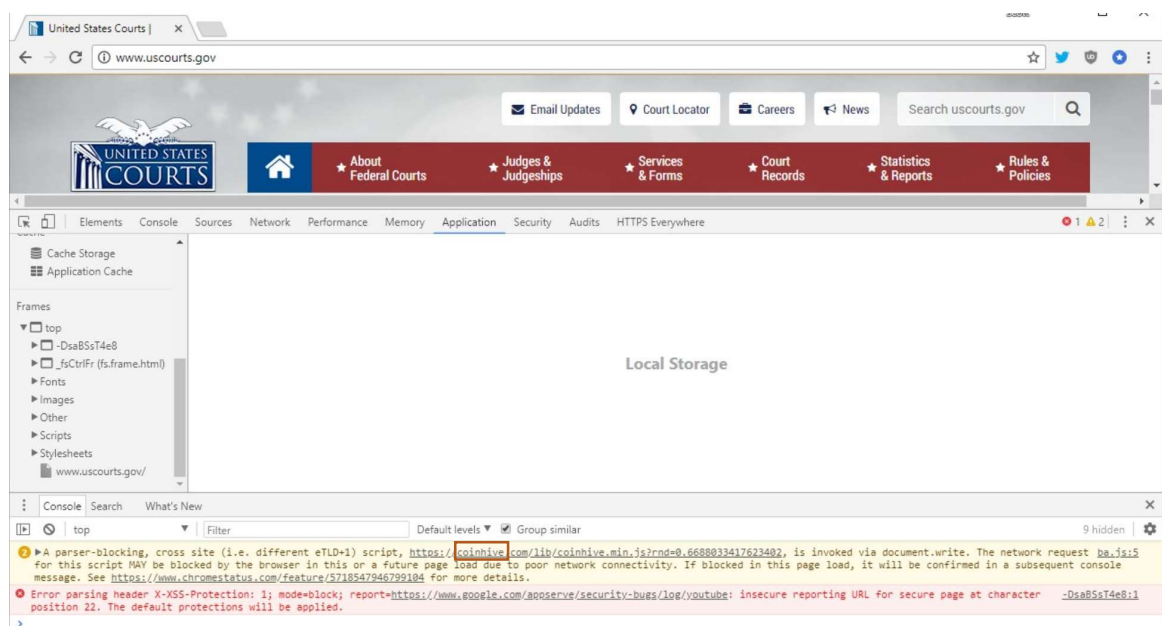 United States Courts |
www.uscourts.gov
Email Updates
Court Locator
Careers
News
Search uscourts.gov
UNITED STATES
COURTS
About
Federal Courts
Judges &
Judgeships
Services
& Forms
Court
Records
Statistics
& Reports
Rules &
Policies
Elements Console Sources Network Performance Memory Application Security Audits HTTPS Everywhere 1 2
Cache Storage
Application Cache
Frames
top
-DsaBSsT4e8
_fsCtrlFr (fs.frame.html)
Fonts
Images
Other
Scripts
Stylesheets
www.uscourts.gov/
Local Storage
Console Search What's New
top Filter Default levels Group similar 9 hidden
2 A parser-blocking, cross site (i.e. different eTLD+1) script, https://coinhive.com/lib/coinhive.min.js?rnd=0.6688033417623402, is invoked via document.write. The network request ba.js:5
for this script MAY be blocked by the browser in this or a future page load due to poor network connectivity. If blocked in this page load, it will be confirmed in a subsequent console
message. See https://www.chromestatus.com/feature/5718547946799104 for more details.
Error parsing header X-XSS-Protection: 1; mode=block; report=https://www.google.com/appserve/security-bugs/log/youtube: insecure reporting URL for secure page at character -DsaBSsT4e8:1
position 22. The default protections will be applied.